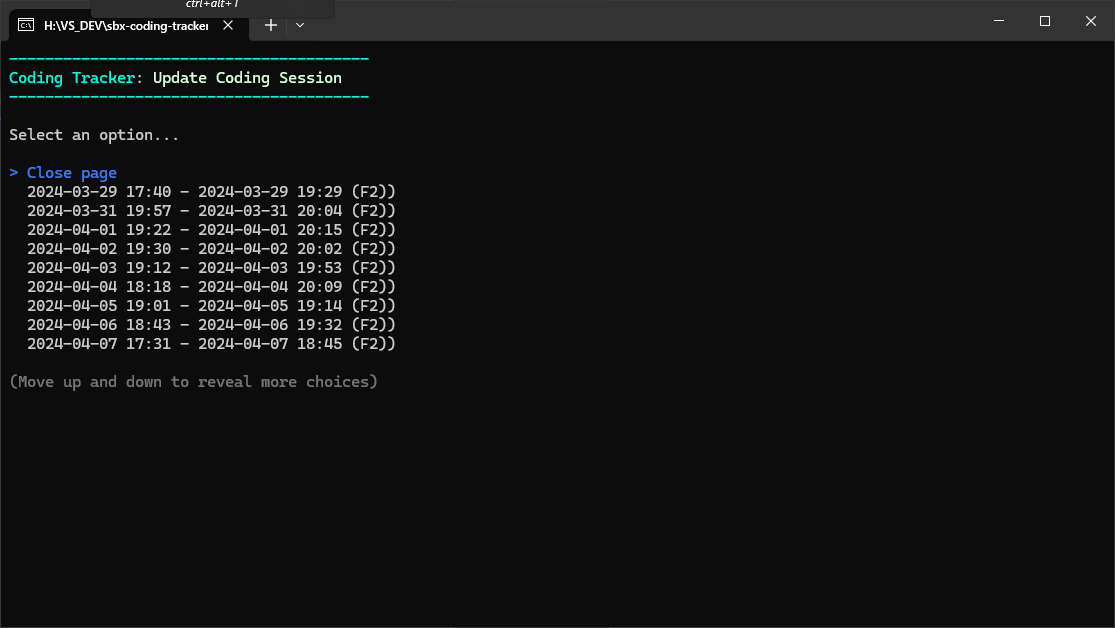 ctrl+alt+1
H:\VS_DEV\sbx-coding-tracker
----------------------------------------
Coding Tracker: Update Coding Session
----------------------------------------
Select an option...
> Close page
2024-03-29 17:40 - 2024-03-29 19:29 (F2))
2024-03-31 19:57 - 2024-03-31 20:04 (F2))
2024-04-01 19:22 - 2024-04-01 20:15 (F2))
2024-04-02 19:30 - 2024-04-02 20:02 (F2))
2024-04-03 19:12 - 2024-04-03 19:53 (F2))
2024-04-04 18:18 - 2024-04-04 20:09 (F2))
2024-04-05 19:01 - 2024-04-05 19:14 (F2))
2024-04-06 18:43 - 2024-04-06 19:32 (F2))
2024-04-07 17:31 - 2024-04-07 18:45 (F2))
(Move up and down to reveal more choices)